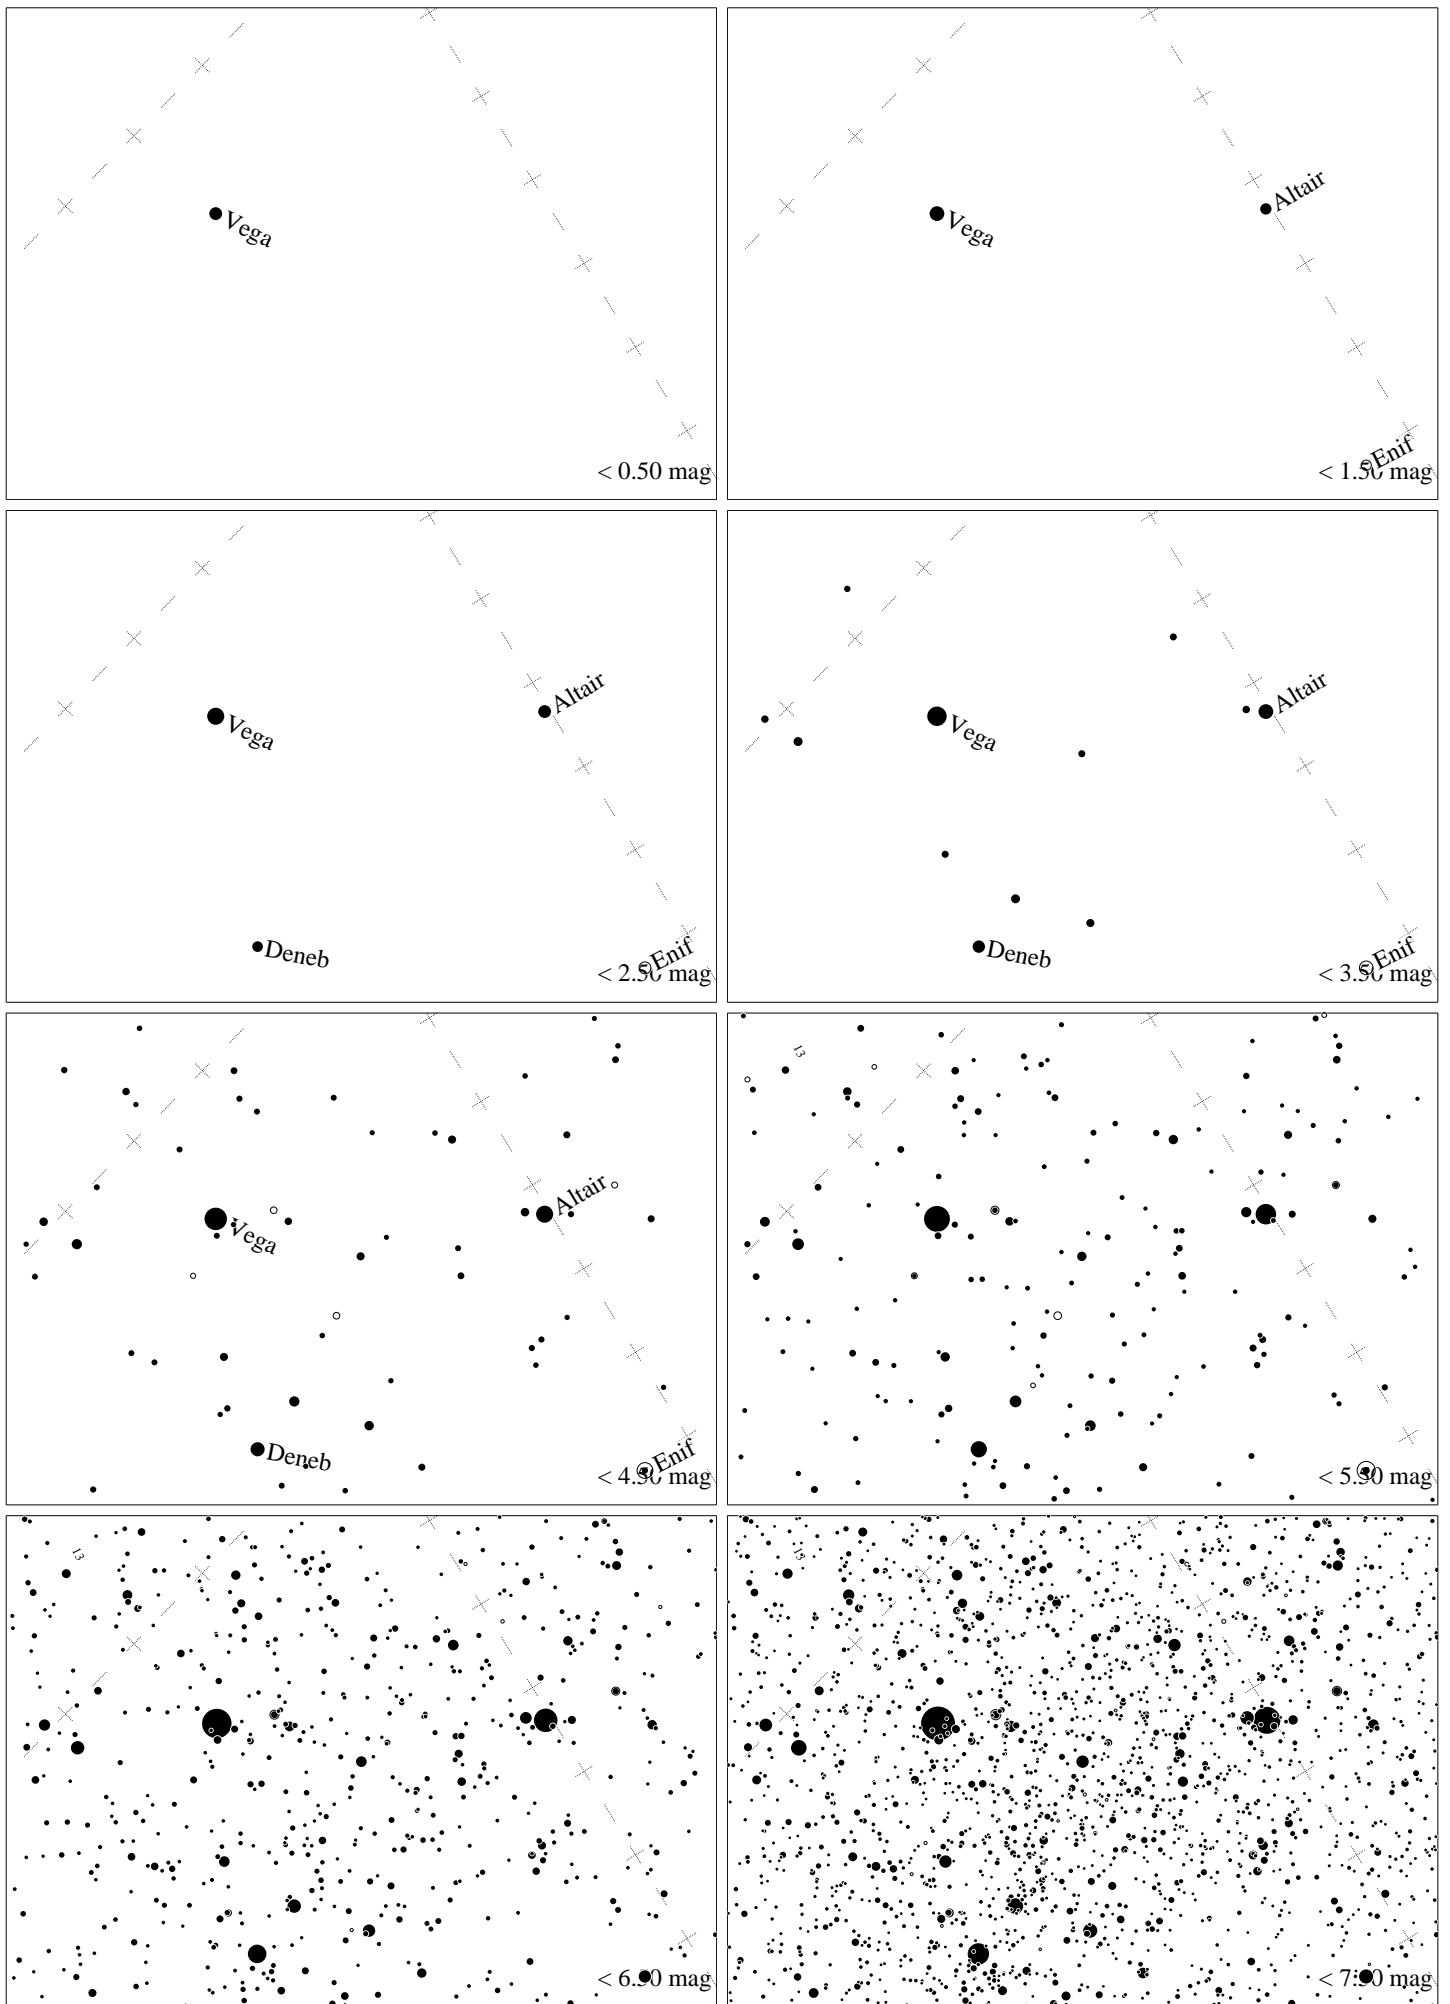 Vega
< 0.50 mag
Altair
Vega
Enif
< 1.50 mag
Altair
Vega
Deneb
Enif
< 2.50 mag
Altair
Vega
Deneb
Enif
< 3.50 mag
Altair
Vega
Deneb
Enif
< 4.50 mag
13
< 5.50 mag
13
< 6.50 mag
13
< 7.50 mag